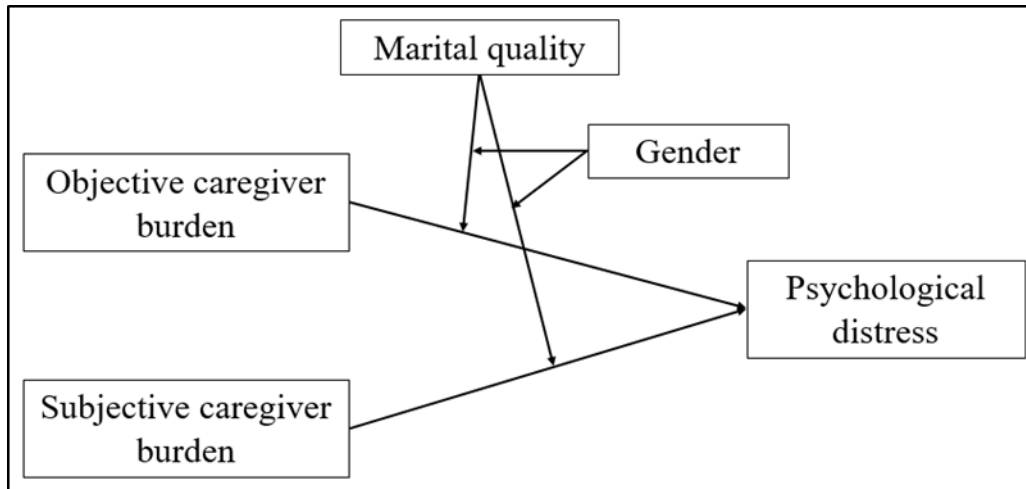 Marital quality
Gender
Objective caregiver
burden
Psychological
distress
Subjective caregiver
burden